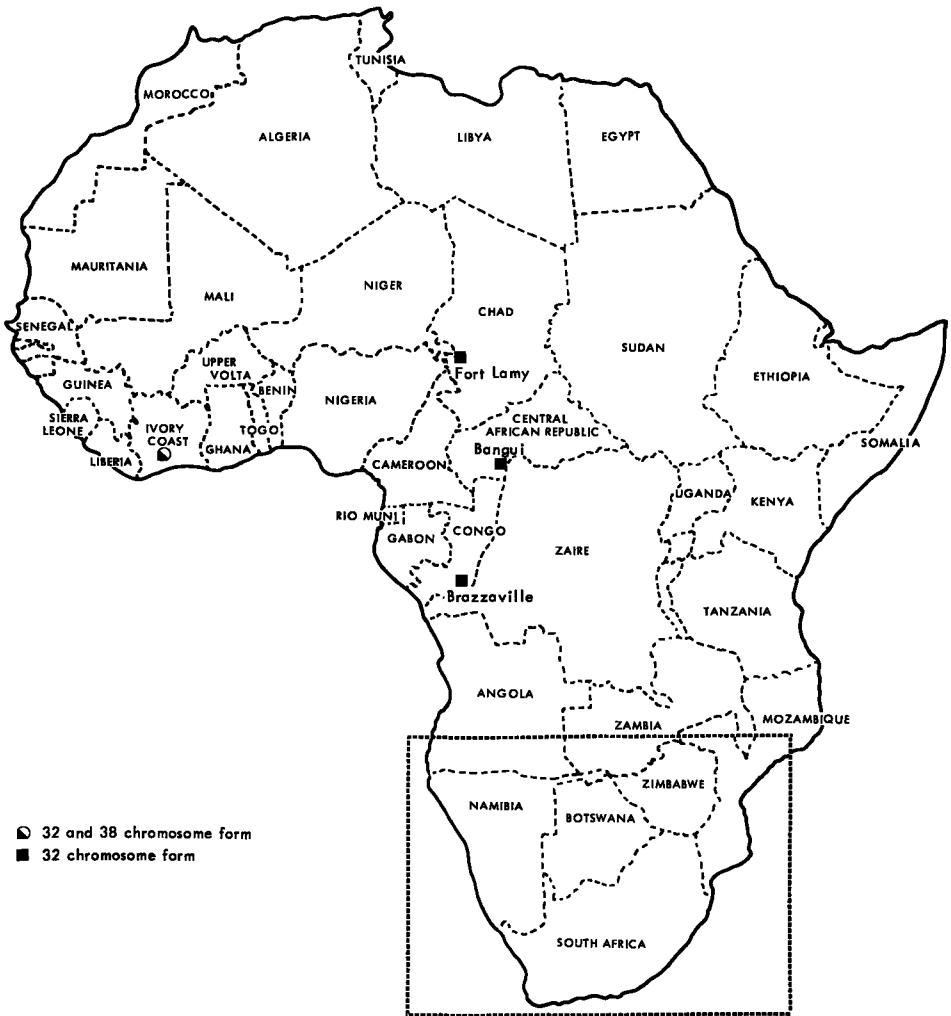 TUNISIA
MOROCCO
ALGERIA
LIBYA
EGYPT
MAURITANIA
MALI
NIGER
CHAD
SUDAN
SENEGAL
UPPER
VOLTA
Fort Lamy
ETHIOPIA
GUINEA
BENIN
NIGERIA
SIERRA
LEONE
IVORY
COAST
TOGO
GHANA
CENTRAL
AFRICAN REPUBLIC
SOMALIA
LIBERIA
CAMEROON
Bangui
UGANDA
KENYA
RIO MUNI
GABON
CONGO
ZAIRE
Brazzaville
TANZANIA
ANGOLA
ZAMBIA
MOZAMBIQUE
NAMIBIA
ZIMBABWE
BOTSWANA
32 and 38 chromosome form
32 chromosome form
SOUTH AFRICA